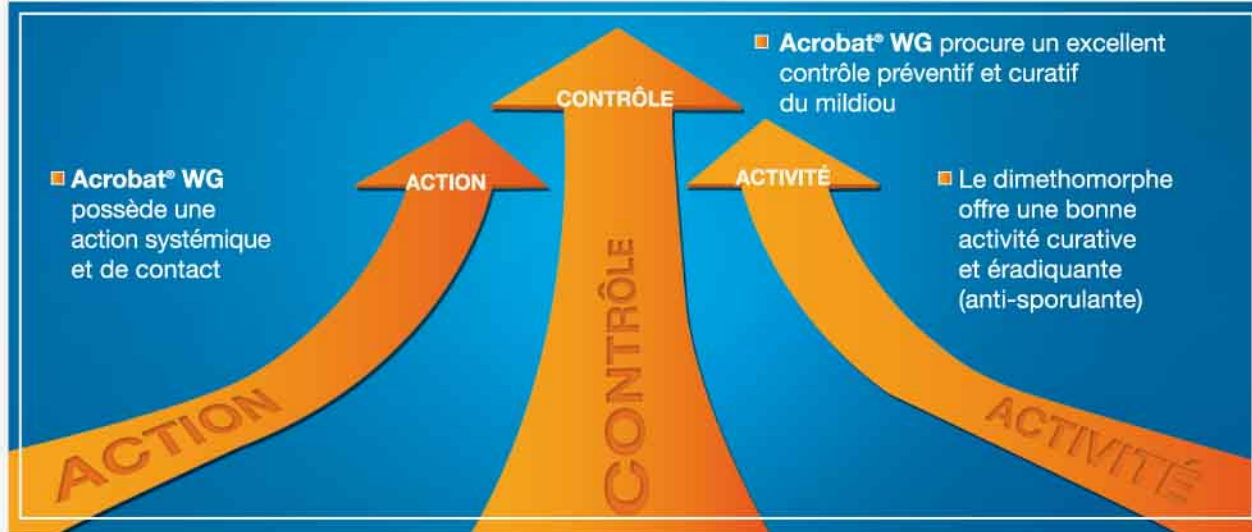 Acrobat® WG
possède une
action systémique
et de contact
ACTION
ACTION
CONTRÔLE
CONTRÔLE
Acrobat® WG procure un excellent
contrôle préventif et curatif
du mildiou
ACTIVITÉ
ACTIVITÉ
Le dimethomorphe
offre une bonne
activité curative
et éradiquante
(anti-sporulante)